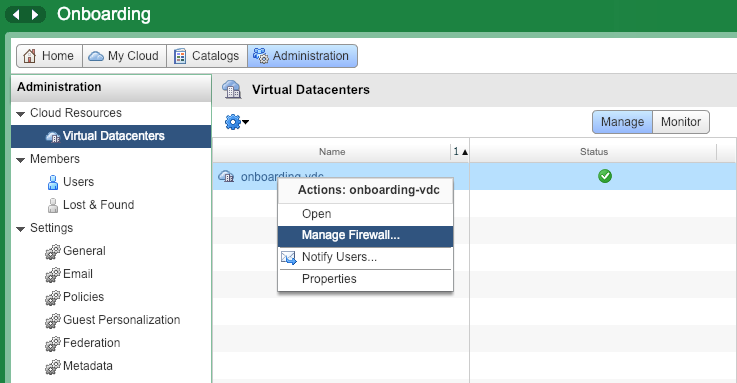 Onboarding
Home My Cloud Catalogs Administration
Administration
Cloud Resources
Virtual Datacenters
Members
Users
Lost & Found
Settings
General
Email
Policies
Guest Personalization
Federation
Metadata
Virtual Datacenters
Manage Monitor
Name 1 Status
onboarding-vdc
Actions: onboarding-vdc
Open
Manage Firewall...
Notify Users...
Properties